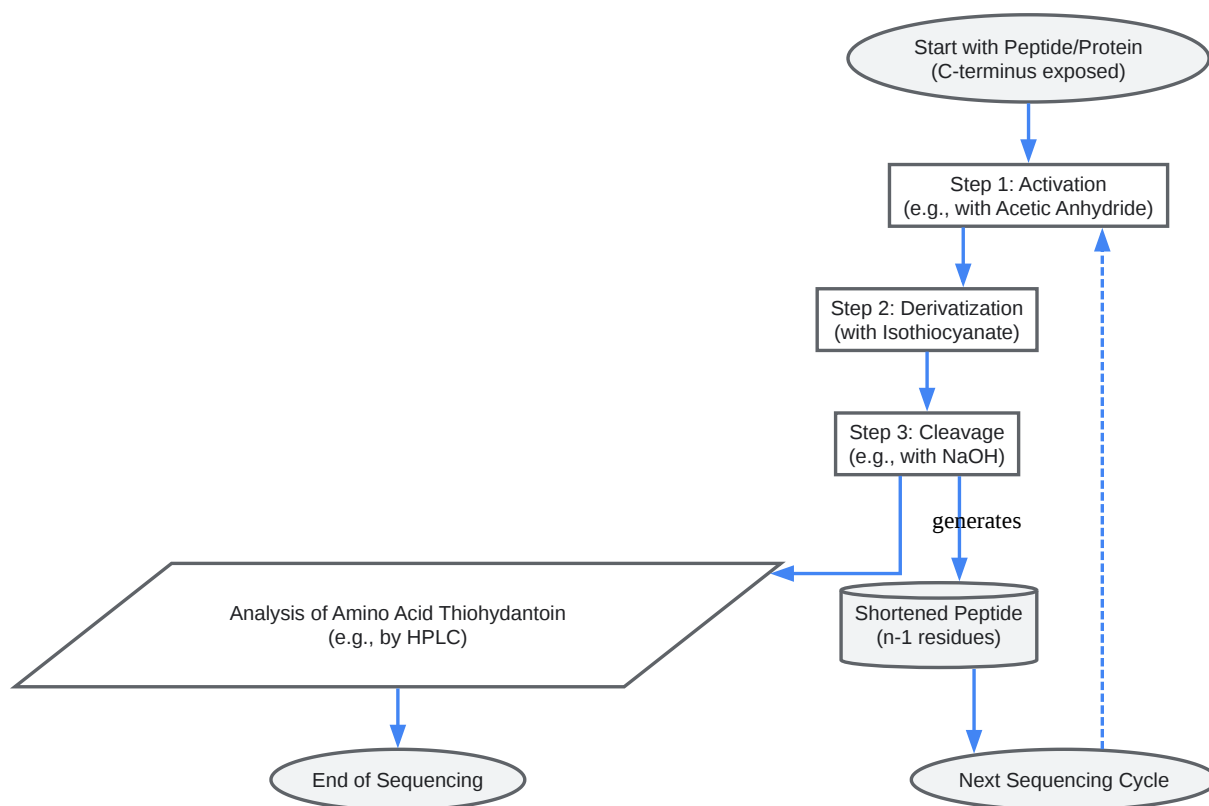 Start with Peptide/Protein
(C-terminus exposed)
Step 1: Activation
(e.g., with Acetic Anhydride)
Step 2: Derivatization
(with Isothiocyanate)
Step 3: Cleavage
(e.g., with NaOH)
generates
Analysis of Amino Acid Thiohydantoin
(e.g., by HPLC)
Shortened Peptide
(n-1 residues)
End of Sequencing
Next Sequencing Cycle